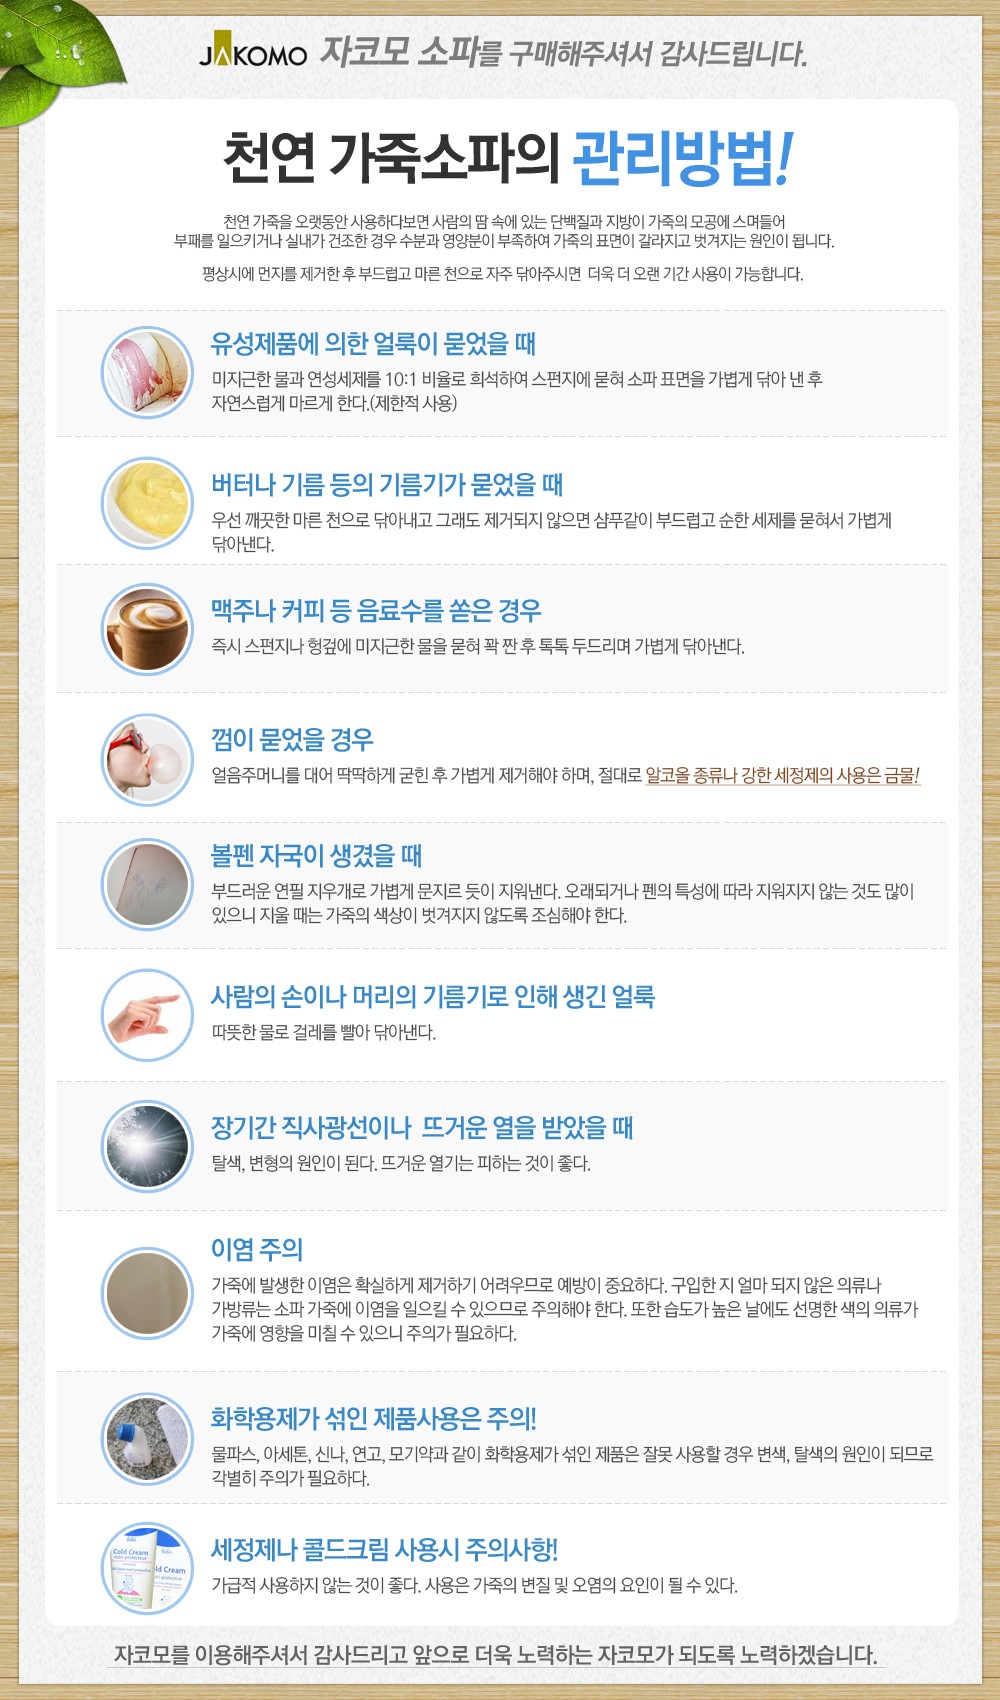 JAKOMO 자코모 소파를 구매해주셔서 감사드립니다.
천연 가죽소파의 관리방법!
천연 가죽을 오랫동안 사용하다보면 사람의 땀 속에 있는 단백질과 지방이 가죽의 모공에 스며들어
부패를 일으키거나 실내가 건조한 경우 수분과 영양분이 부족하여 가죽의 표면이 갈라지고 벗겨지는 원인이 됩니다.
평상시에 먼지를 제거한 후 부드럽고 마른 천으로 자주 닦아주시면 더욱 더 오랜 기간 사용이 가능합니다.
유성제품에 의한 얼룩이 묻었을 때
미지근한 물과 연성세제를 10:1 비율로 희석하여 스펀지에 묻혀 소파 표면을 가볍게 닦아 낸 후
자연스럽게 마르게 한다.(제한적 사용)
버터나 기름 등의 기름기가 묻었을 때
우선 깨끗한 마른 천으로 닦아내고 그래도 제거되지 않으면 샴푸같이 부드럽고 순한 세제를 묻혀서 가볍게
닦아낸다.
맥주나 커피 등 음료수를 쏟은 경우
즉시 스펀지나 헝겊에 미지근한 물을 묻혀 꽉 짠 후 톡톡 두드리며 가볍게 닦아낸다.
껌이 묻었을 경우
얼음주머니를 대어 딱딱하게 굳힌 후 가볍게 제거해야 하며, 절대로 알코올 종류나 강한 세정제의 사용은 금물!
볼펜 자국이 생겼을 때
부드러운 연필 지우개로 가볍게 문지르 듯이 지워낸다. 오래되거나 펜의 특성에 따라 지워지지 않는 것도 많이
있으니 지울 때는 가죽의 색상이 벗겨지지 않도록 조심해야 한다.
사람의 손이나 머리의 기름기로 인해 생긴 얼룩
따뜻한 물로 걸레를 빨아 닦아낸다.
장기간 직사광선이나 뜨거운 열을 받았을 때
탈색, 변형의 원인이 된다. 뜨거운 열기는 피하는 것이 좋다.
이염 주의
가죽에 발생한 이염은 확실하게 제거하기 어려우므로 예방이 중요하다. 구입한 지 얼마 되지 않은 의류나
가방류는 소파 가죽에 이염을 일으킬 수 있으므로 주의해야 한다. 또한 습도가 높은 날에도 선명한 색의 의류가
가죽에 영향을 미칠 수 있으니 주의가 필요하다.
화학용제가 섞인 제품사용은 주의!
물파스, 아세톤, 신나, 연고, 모기약과 같이 화학용제가 섞인 제품은 잘못 사용할 경우 변색, 탈색의 원인이 되므로
각별히 주의가 필요하다.
Cold Cream
ld Cream
세정제나 콜드크림 사용시 주의사항!
가급적 사용하지 않는 것이 좋다. 사용은 가죽의 변질 및 오염의 요인이 될 수 있다.
자코모를 이용해주셔서 감사드리고 앞으로 더욱 노력하는 자코모가 되도록 노력하겠습니다.